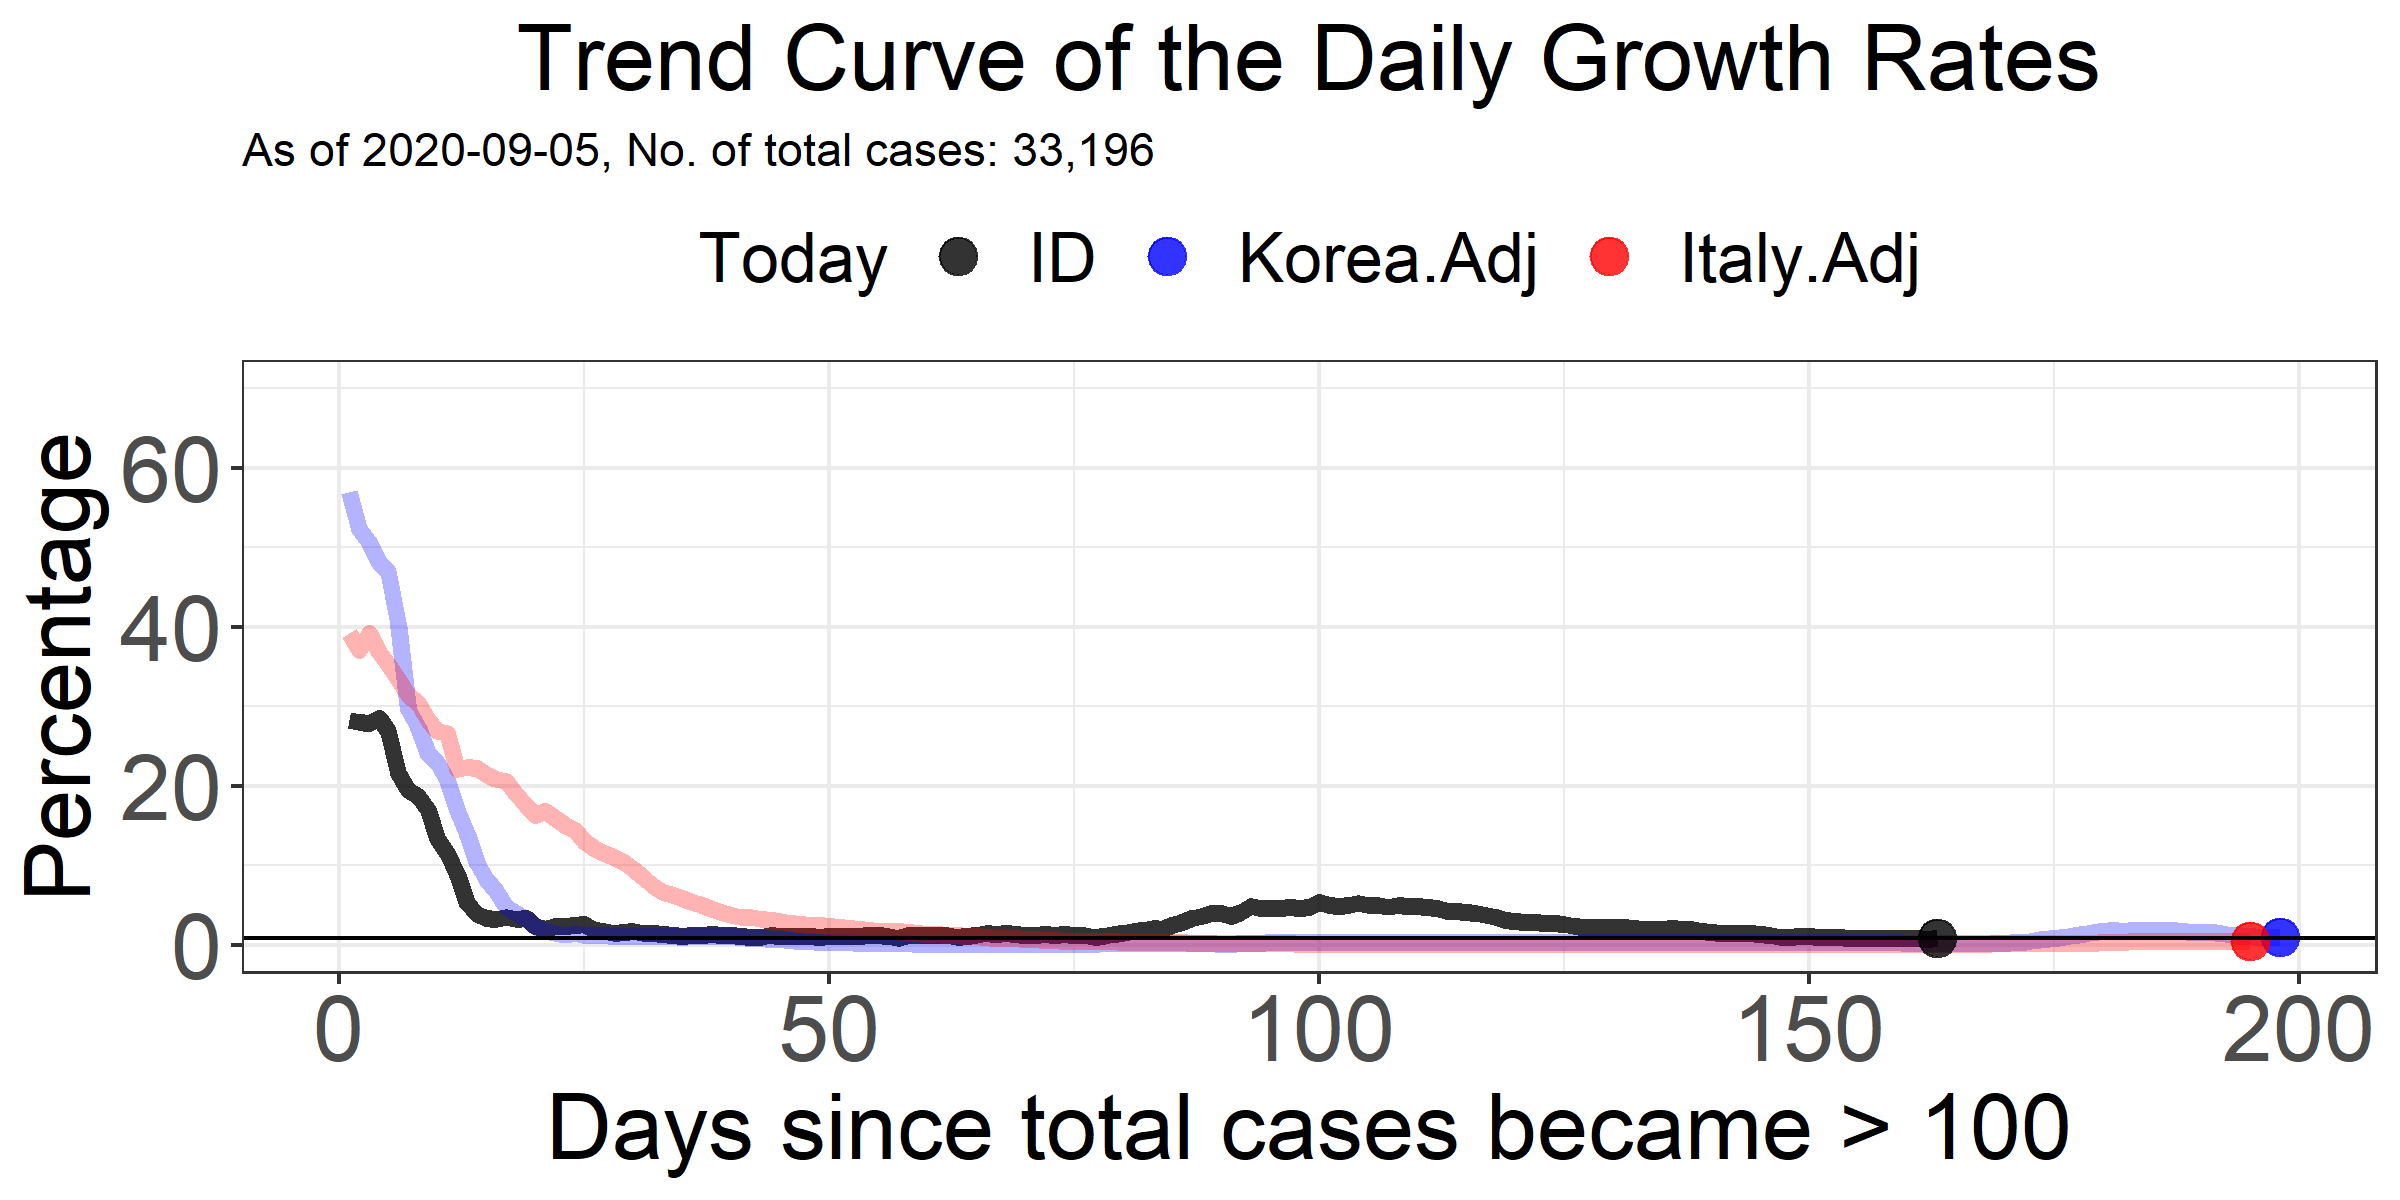 Trend Curve of the Daily Growth Rates
As of 2020-09-05, No. of total cases: 33,196
Today ID Korea.Adj Italy.Adj
Percentage
60
40
20
0
0 50 100 150 200
Days since total cases became > 100